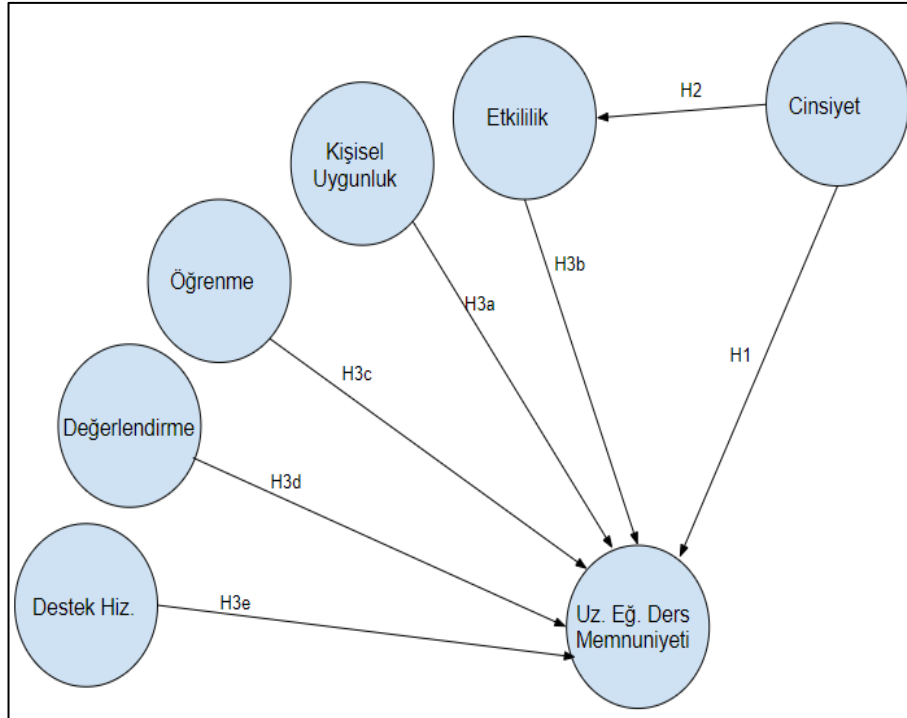 H2
Etkililik
Cinsiyet
Kişisel
Uygunluk
H3b
Öğrenme
H3a
H1
H3c
Değerlendirme
H3d
Destek Hiz.
H3e
Uz. Eğ. Ders
Memnuniyeti